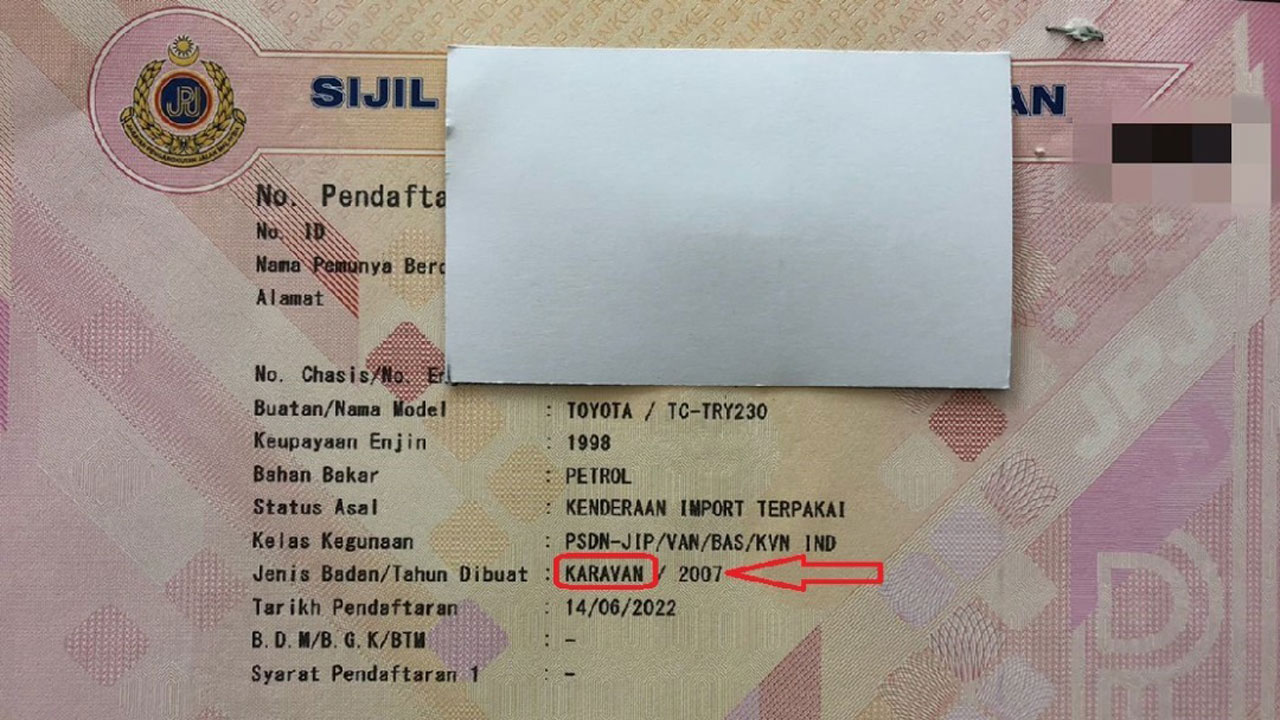 SIJIL AN
No. Pendafta
No. ID
Nama Pemunya Berd
Alamat
No. Chasis/No. En
Buatan/Nama Model : TOYOTA / TC-TRY230
Keupayaan Enjin : 1998
Bahan Bakar : PETROL
Status Asal : KENDERAAN IMPORT TERPAKAI
Kelas Kegunaan : PSDN-JIP/VAN/BAS/KVN IND
Jenis Badan/Tahun Dibuat : KARAVAN / 2007
Tarikh Pendaftaran : 14/06/2022
B.D.M/B.G.K/BTM : -
Syarat Pendaftaran 1 : -
JPJ